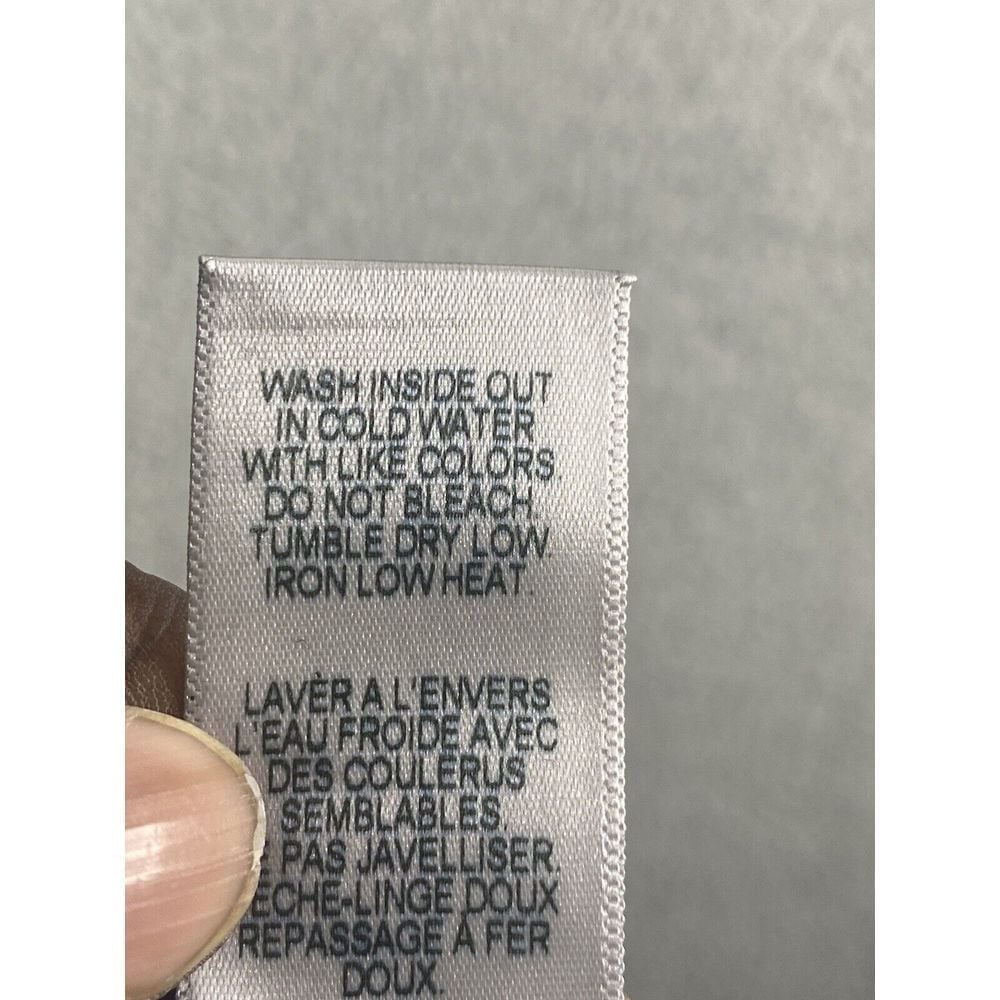 WASH INSIDE OUT
IN COLD WATER
WITH LIKE COLORS
DO NOT BLEACH.
TUMBLE DRY LOW.
IRON LOW HEAT.
LAVÈR A L'ENVERS
L'EAU FROIDE AVEC
DES COULERUS
SEMBLABLES.
PAS JAVELLISER.
DOUX
REPASSAGE À FER
DOUX.